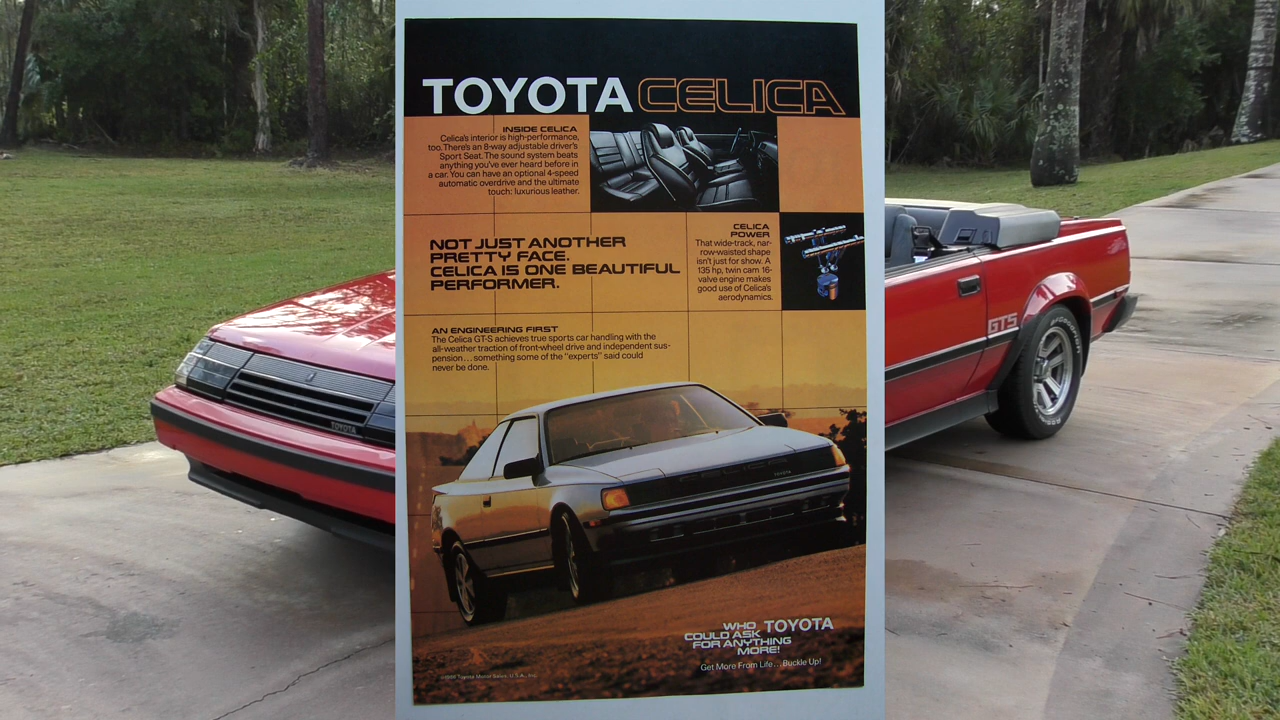 TOYOTA CELICA
INSIDE CELICA
Celica's interior is high-performance,
too. There's an 8-way adjustable driver's
Sport Seat. The sound system beats
anything you've ever heard before in
a car. You can have an optional 4-speed
automatic overdrive and the ultimate
touch: luxurious leather.
NOT JUST ANOTHER
PRETTY FACE.
CELICA IS ONE BEAUTIFUL
PERFORMER.
CELICA
POWER
That wide-track, nar-
row-waisted shape
isn't just for show. A
135 hp, twin cam 16-
valve engine makes
good use of Celica's
aerodynamics.
AN ENGINEERING FIRST
The Celica GT-S achieves true sports car handling with the
all-weather traction of front-wheel drive and independent sus-
pension...something some of the "experts" said could
never be done.
CELICA
TOYOTA
WHO
COULD ASK
FOR ANYTHING
MORE!
TOYOTA
Get More From Life...Buckle Up!
Toyota Motor Sales, U.S.A., Inc.
TOYOTA
GTS